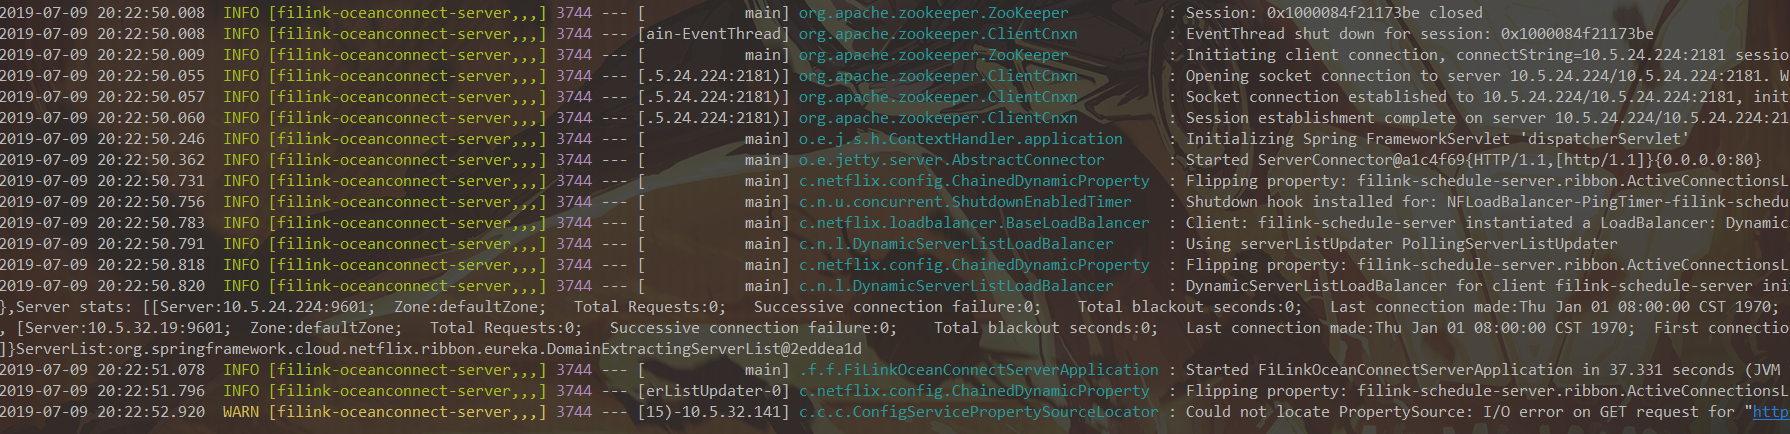 2019-07-09 20:22:50.008  INFO [filink-oceanconnect-server,,,] 3744 --- [           main] org.apache.zookeeper.ZooKeeper           : Session: 0x1000084f21173be closed
2019-07-09 20:22:50.008  INFO [filink-oceanconnect-server,,,] 3744 --- [ain-EventThread] org.apache.zookeeper.ClientCnxn          : EventThread shut down for session: 0x1000084f21173be
2019-07-09 20:22:50.009  INFO [filink-oceanconnect-server,,,] 3744 --- [           main] org.apache.zookeeper.ZooKeeper           : Initiating client connection, connectString=10.5.24.224:2181 sessio
2019-07-09 20:22:50.055  INFO [filink-oceanconnect-server,,,] 3744 --- [.5.24.224:2181)] org.apache.zookeeper.ClientCnxn          : Opening socket connection to server 10.5.24.224/10.5.24.224:2181. W
2019-07-09 20:22:50.057  INFO [filink-oceanconnect-server,,,] 3744 --- [.5.24.224:2181)] org.apache.zookeeper.ClientCnxn          : Socket connection established to 10.5.24.224/10.5.24.224:2181, init
2019-07-09 20:22:50.060  INFO [filink-oceanconnect-server,,,] 3744 --- [.5.24.224:2181)] org.apache.zookeeper.ClientCnxn          : Session establishment complete on server 10.5.24.224/10.5.24.224:21
2019-07-09 20:22:50.246  INFO [filink-oceanconnect-server,,,] 3744 --- [           main] o.e.j.s.h.ContextHandler.application     : Initializing Spring FrameworkServlet 'dispatcherServlet'
2019-07-09 20:22:50.362  INFO [filink-oceanconnect-server,,,] 3744 --- [           main] o.e.jetty.server.AbstractConnector       : Started ServerConnector@a1c4f69{HTTP/1.1,[http/1.1]}{0.0.0.0:80}
2019-07-09 20:22:50.731  INFO [filink-oceanconnect-server,,,] 3744 --- [           main] c.netflix.config.ChainedDynamicProperty  : Flipping property: filink-schedule-server.ribbon.ActiveConnectionsL
2019-07-09 20:22:50.756  INFO [filink-oceanconnect-server,,,] 3744 --- [           main] c.n.u.concurrent.ShutdownEnabledTimer    : Shutdown hook installed for: NFLoadBalancer-PingTimer-filink-schedu
2019-07-09 20:22:50.783  INFO [filink-oceanconnect-server,,,] 3744 --- [           main] c.netflix.loadbalancer.BaseLoadBalancer  : Client: filink-schedule-server instantiated a LoadBalancer: Dynamic
2019-07-09 20:22:50.791  INFO [filink-oceanconnect-server,,,] 3744 --- [           main] c.n.l.DynamicServerListLoadBalancer      : Using serverListUpdater PollingServerListUpdater
2019-07-09 20:22:50.818  INFO [filink-oceanconnect-server,,,] 3744 --- [           main] c.netflix.config.ChainedDynamicProperty  : Flipping property: filink-schedule-server.ribbon.ActiveConnectionsL
2019-07-09 20:22:50.820  INFO [filink-oceanconnect-server,,,] 3744 --- [           main] c.n.l.DynamicServerListLoadBalancer      : DynamicServerListLoadBalancer for client filink-schedule-server ini
},Server stats: [[Server:10.5.24.224:9601;  Zone:defaultZone;   Total Requests:0;   Successive connection failure:0;    Total blackout seconds:0;   Last connection made:Thu Jan 01 08:00:00 CST 1970;
, [Server:10.5.32.19:9601;  Zone:defaultZone;   Total Requests:0;   Successive connection failure:0;    Total blackout seconds:0;   Last connection made:Thu Jan 01 08:00:00 CST 1970;  First connectio
]}ServerList:org.springframework.cloud.netflix.ribbon.eureka.DomainExtractingServerList@2eddea1d
2019-07-09 20:22:51.078  INFO [filink-oceanconnect-server,,,] 3744 --- [           main] .f.f.FiLinkOceanConnectServerApplication : Started FiLinkOceanConnectServerApplication in 37.331 seconds (JVM
2019-07-09 20:22:51.796  INFO [filink-oceanconnect-server,,,] 3744 --- [erListUpdater-0] c.netflix.config.ChainedDynamicProperty  : Flipping property: filink-schedule-server.ribbon.ActiveConnectionsL
2019-07-09 20:22:52.920  WARN [filink-oceanconnect-server,,,] 3744 --- [15)-10.5.32.141] c.c.c.ConfigServicePropertySourceLocator : Could not locate PropertySource: I/O error on GET request for "http